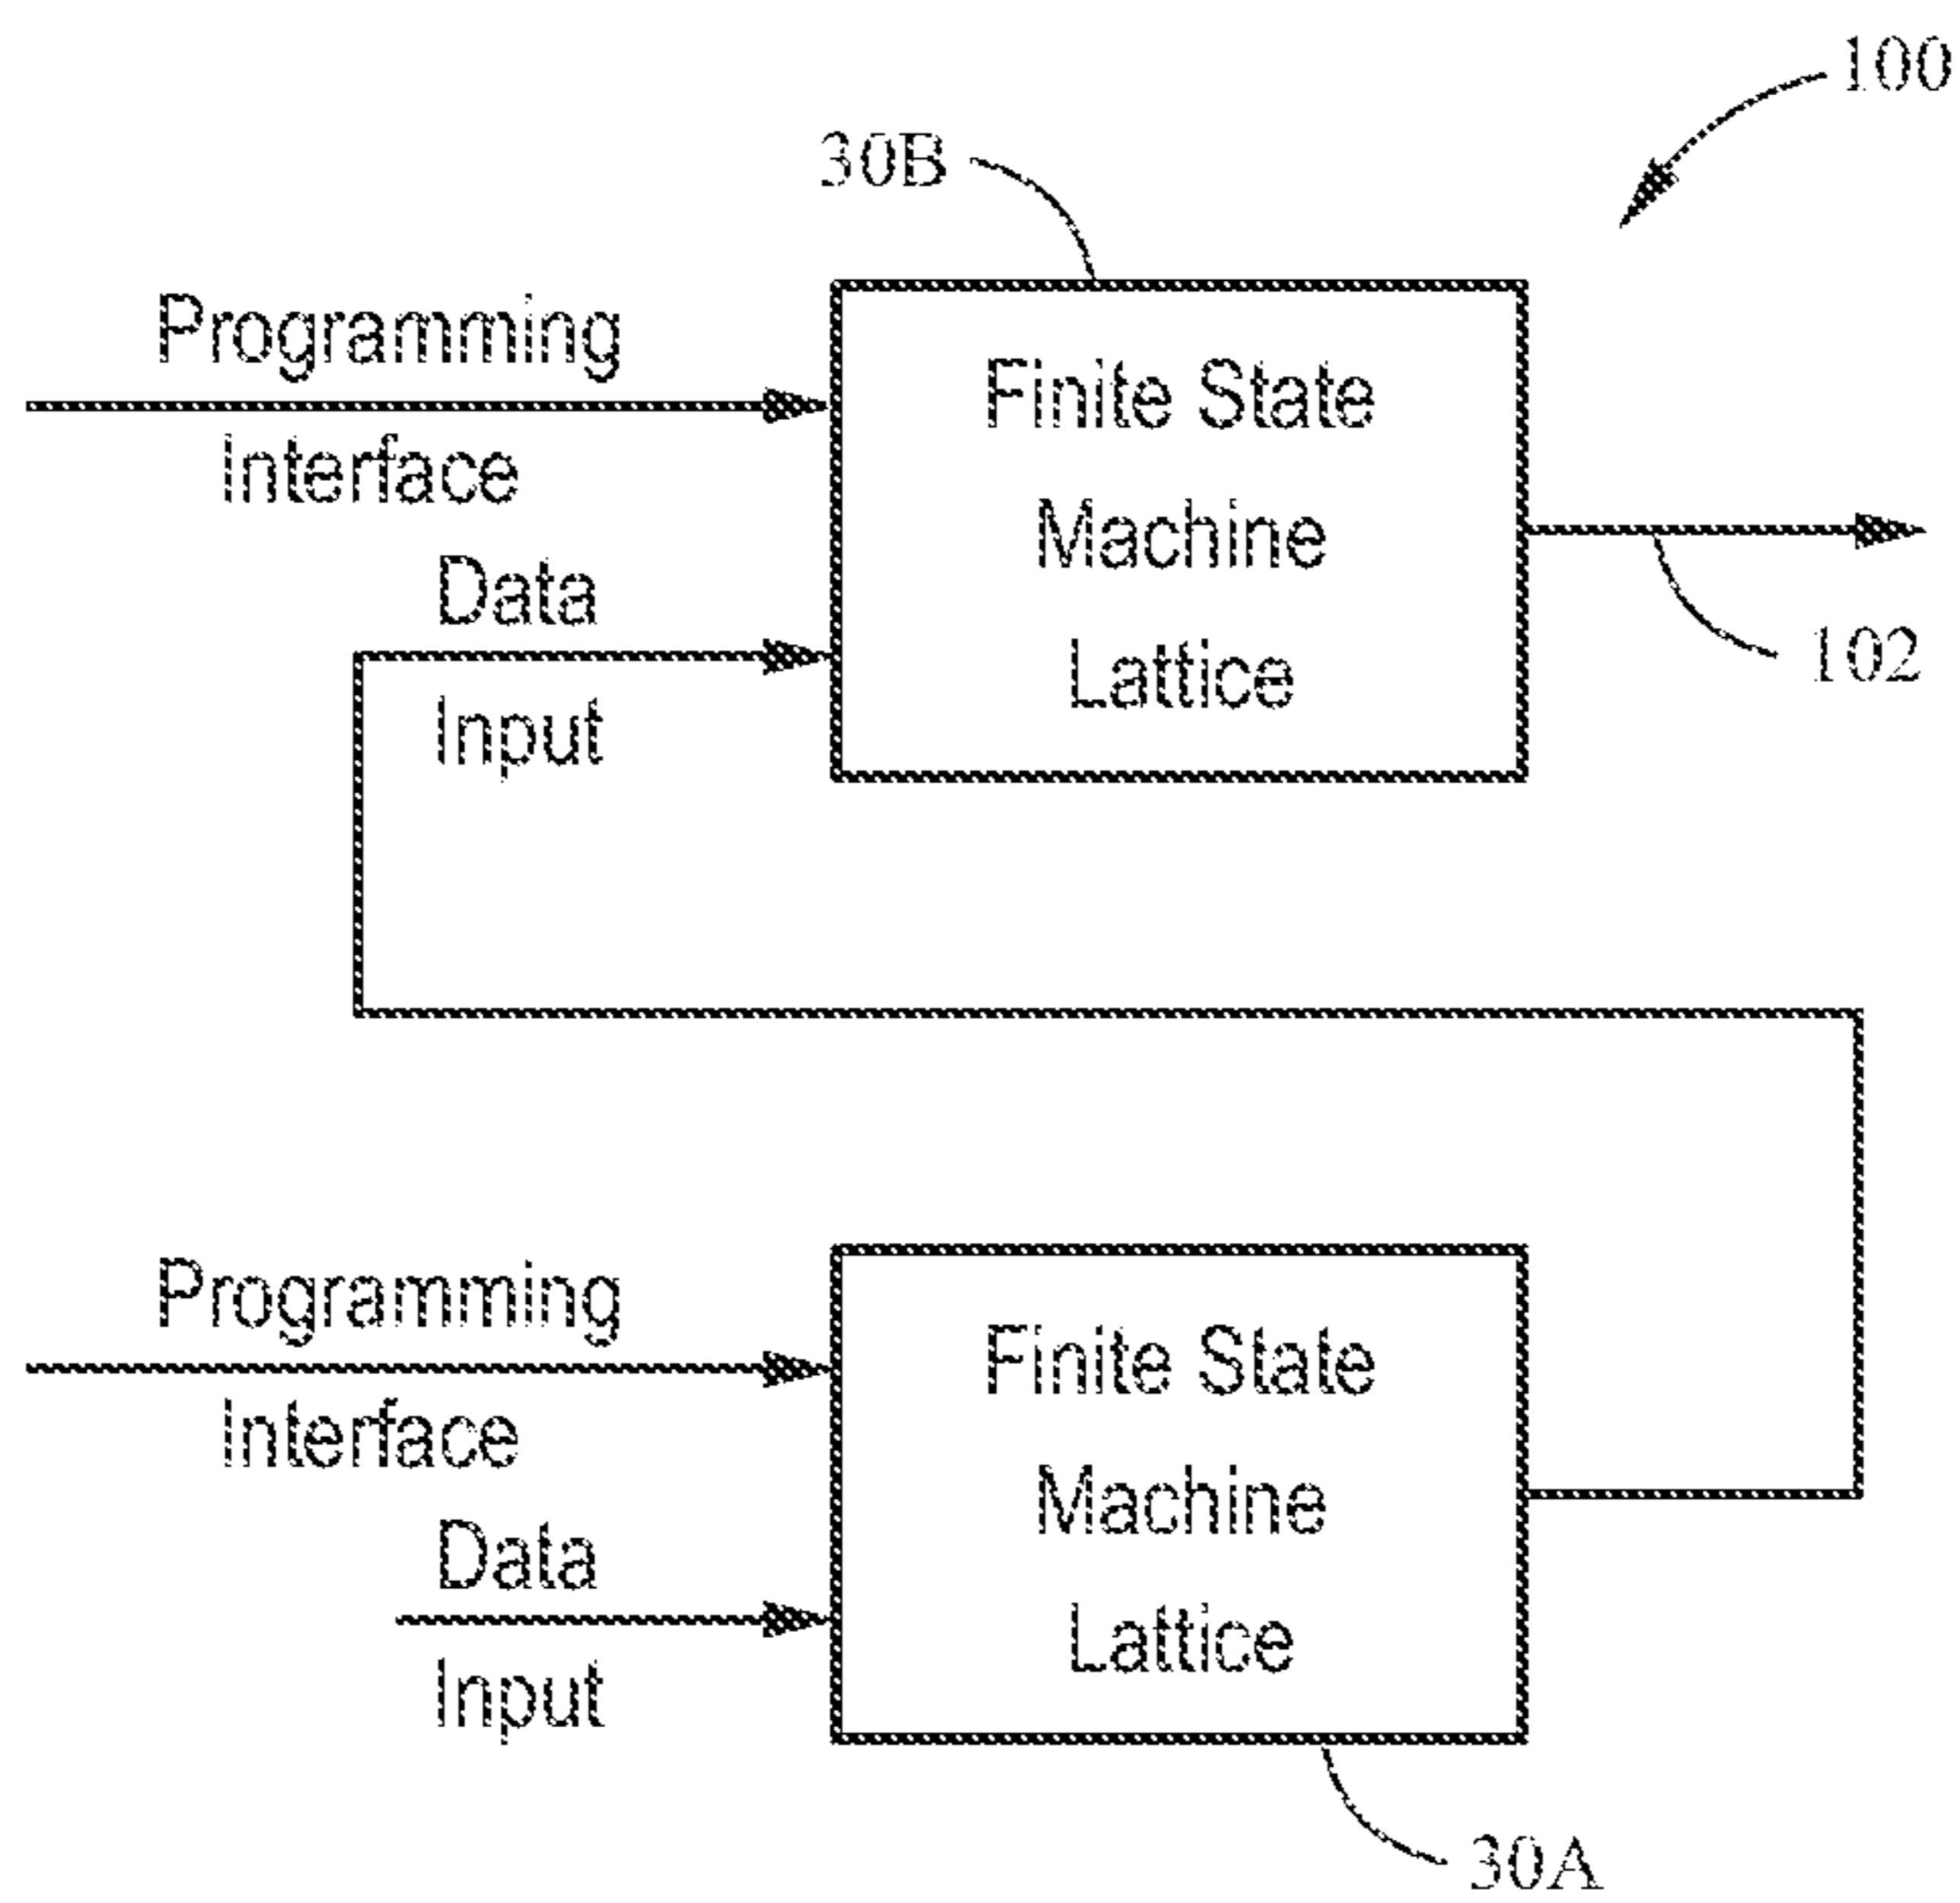 100
30B
Programming
Interface
Data
Input
Finite State
Machine
Lattice
102
Programming
Interface
Data
Input
Finite State
Machine
Lattice
30A